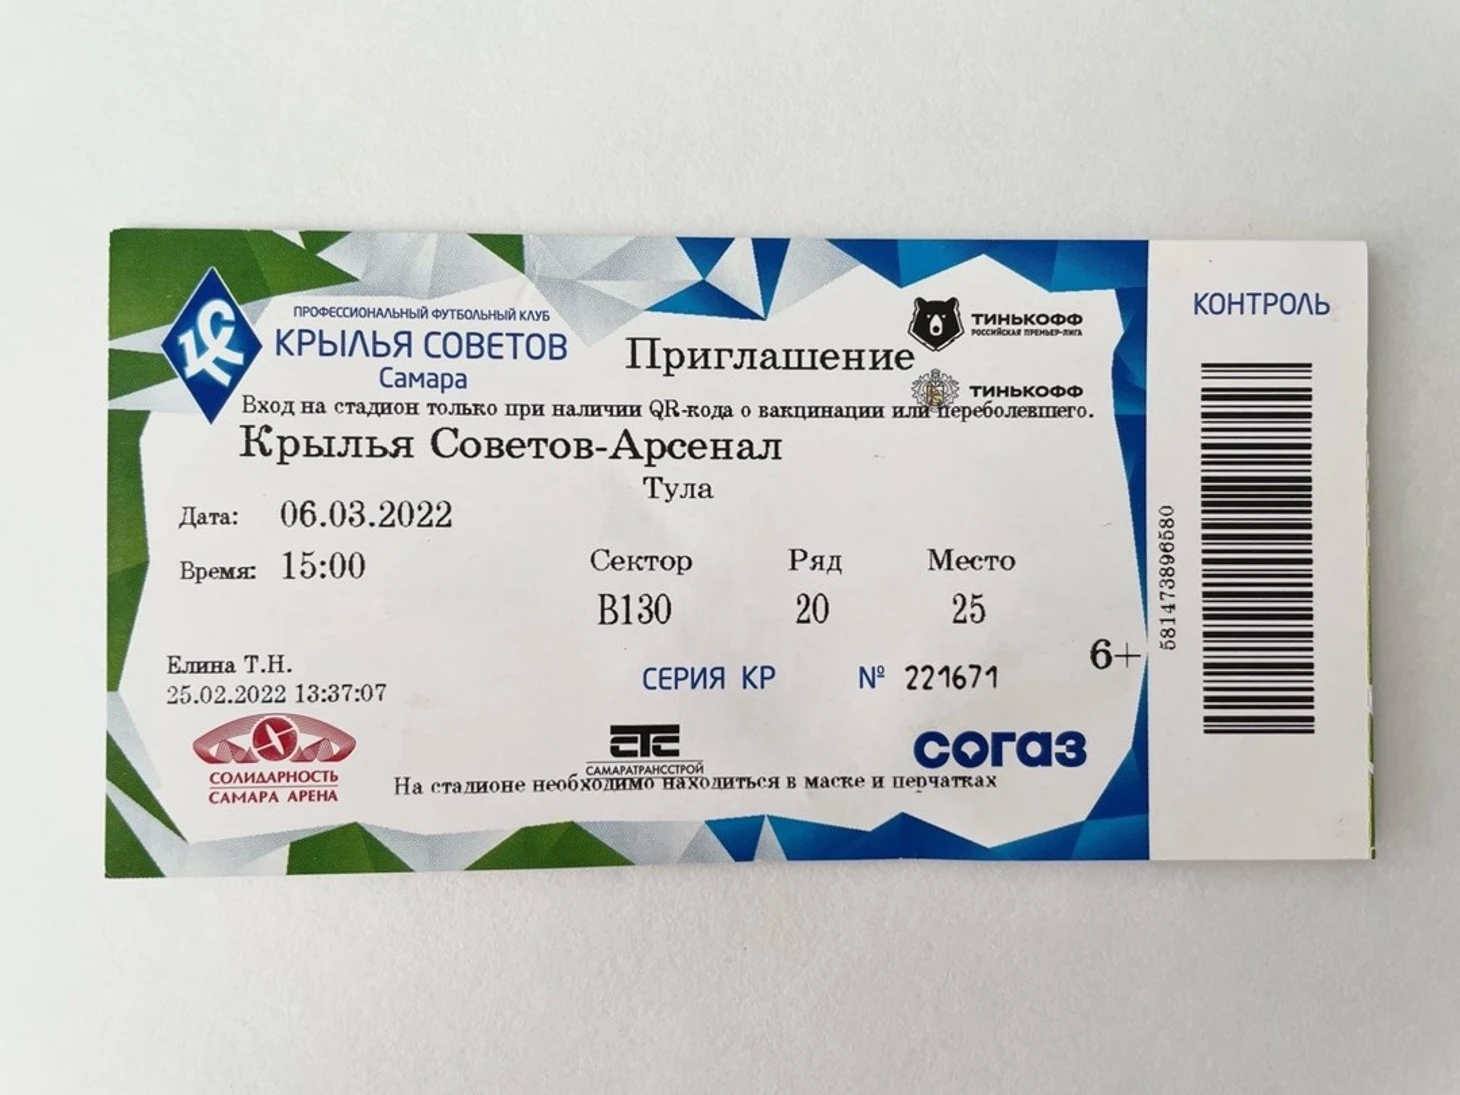 ПРОФЕССИОНАЛЬНЫЙ ФУТБОЛЬНЫЙ КЛУБ
КРЫЛЬЯ СОВЕТОВ
Самара
Приглашение
ТИНЬКОФФ
РОССИЙСКАЯ ПРЕМЬЕР-ЛИГА
ТИНЬКОФФ
КОНТРОЛЬ
Вход на стадион только при наличии QR-кода о вакцинации или переболевшего.
Крылья Советов-Арсенал
Тула
Дата: 06.03.2022
Время: 15:00
Сектор Ряд Место
B130 20 25
6+
58147389658​0
Елина Т.Н.
25.02.2022 13:37:07
СЕРИЯ КР № 221671
СОЛИДАРНОСТЬ
САМАРА АРЕНА
СТС
САМАРАТРАНССТРОЙ
согаз
На стадионе необходимо находиться в маске и перчатках